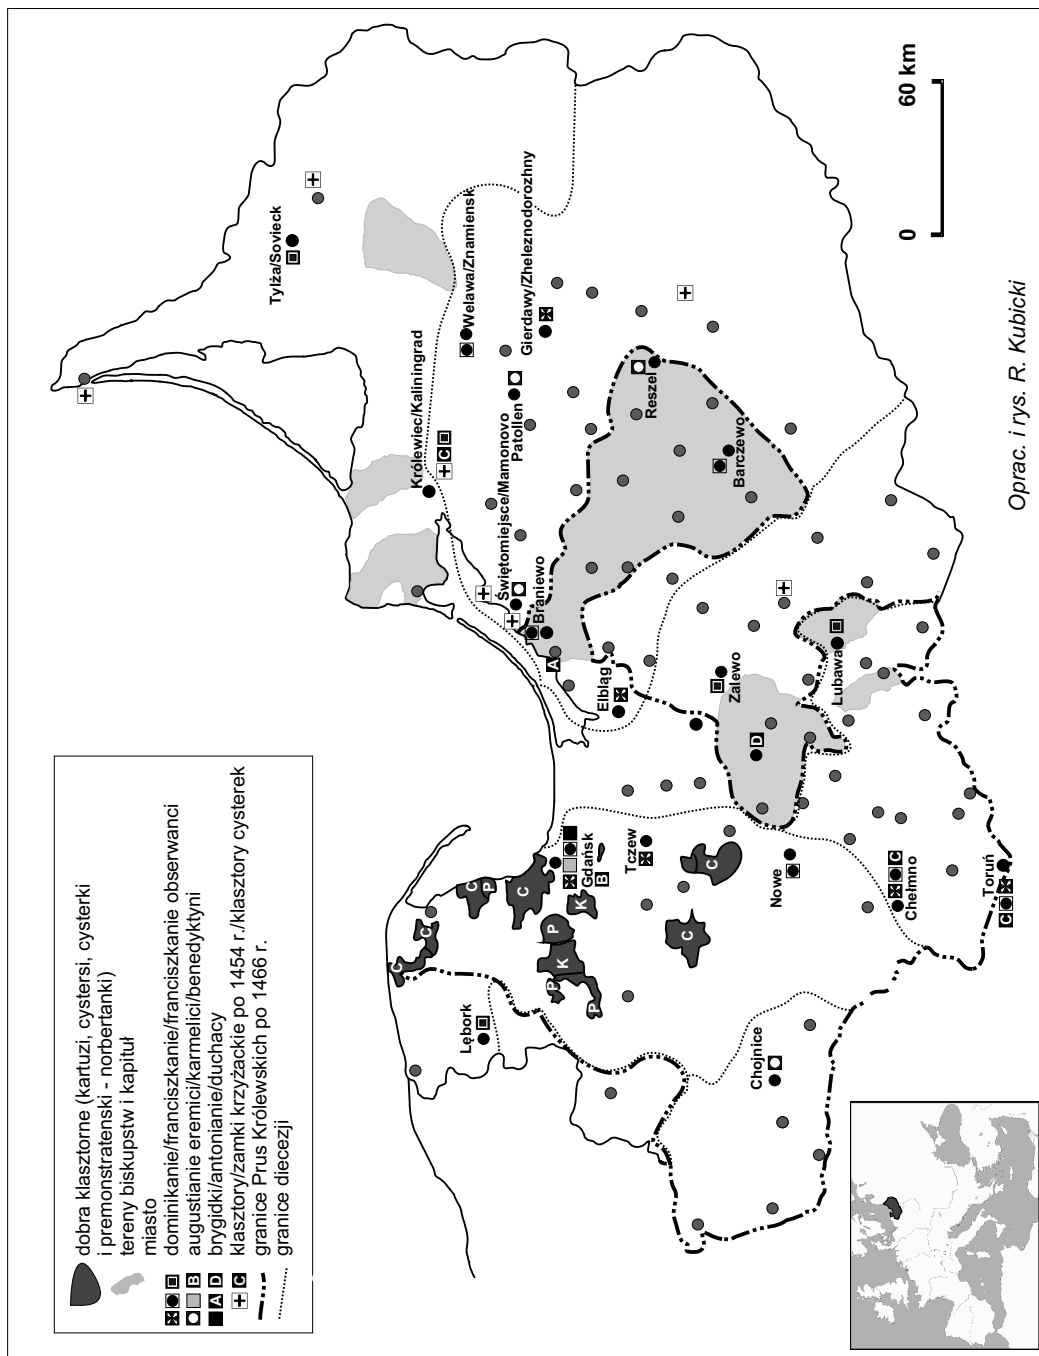 dobra klasztorne (kartuzi, cystersi, cysterki
i premonstratenski - norbertanki)
tereny biskupstw i kapituł
miasto
dominikanie/franciszkanie/franciszkanie obserwanci
B
augustianie eremici/karmelici/benedyktyni
A D
brygidki/antonianie/duchacy
C
klasztory/zamki krzyżackie po 1454 r./klasztory cysterek
granice Prus Królewskich po 1466 r.
granice diecezji
Tylża/Sovieck
Królewiec/Kaliningrad
C
Welawa/Znamiensk
Gierdawy/Zheleznodorozhny
Patollen
Świętomiejsce/Mamonovo
Braniewo
A
Reszel
Barczewo
Elbląg
Zalewo
D
Lubawa
Gdańsk
B
Tczew
Nowe
C
Chełmno
Toruń
C
Lębork
Chojnice
C
C
C
P
C
K
P
K
P
P
C
C
0
60 km
Oprac. i rys. R. Kubicki